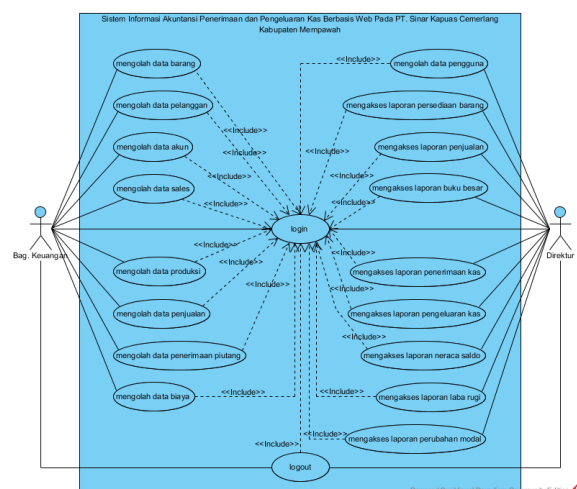 Sistem Informasi Akuntansi Penerimaan dan Pengeluaran Kas Berbasis Web Pada PT. Sinar Kapuas Cemerlang
Kabupaten Mempawah
mengolah data barang
<<Include>>
<<Include>>
mengolah data pengguna
mengolah data pelanggan
mengakses laporan persediaan barang
<<Include>>
mengolah data akun
<<Include>>
<<Include>>
<<Include>>
mengakses laporan penjualan
mengolah data sales
<<Include>>
<<Include>>
mengakses laporan buku besar
login
Bag. Keuangan
Direktur
<<Include>>
<<Include>>
mengolah data produksi
mengakses laporan penerimaan kas
<<Include>>
<<Include>>
mengolah data penjualan
mengakses laporan pengeluaran kas
<<Include>>
mengolah data penerimaan piutang
<<Include>>
mengakses laporan neraca saldo
mengolah data biaya
<<Include>>
<<Include>>
mengakses laporan laba rugi
<<Include>>
<<Include>>
mengakses laporan perubahan modal
logout